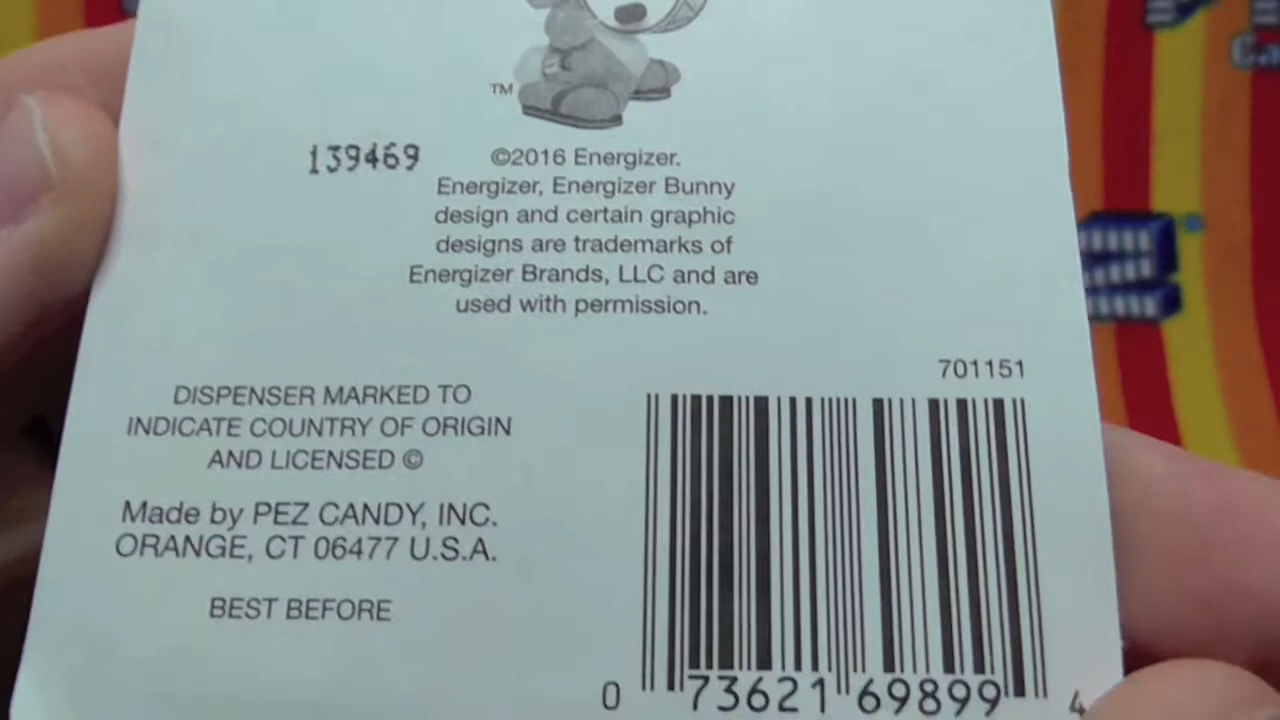 TM
139469
©2016 Energizer.
Energizer, Energizer Bunny
design and certain graphic
designs are trademarks of
Energizer Brands, LLC and are
used with permission.
701151
DISPENSER MARKED TO
INDICATE COUNTRY OF ORIGIN
AND LICENSED ©
Made by PEZ CANDY, INC.
ORANGE, CT 06477 U.S.A.
BEST BEFORE
0 73621 69899 4